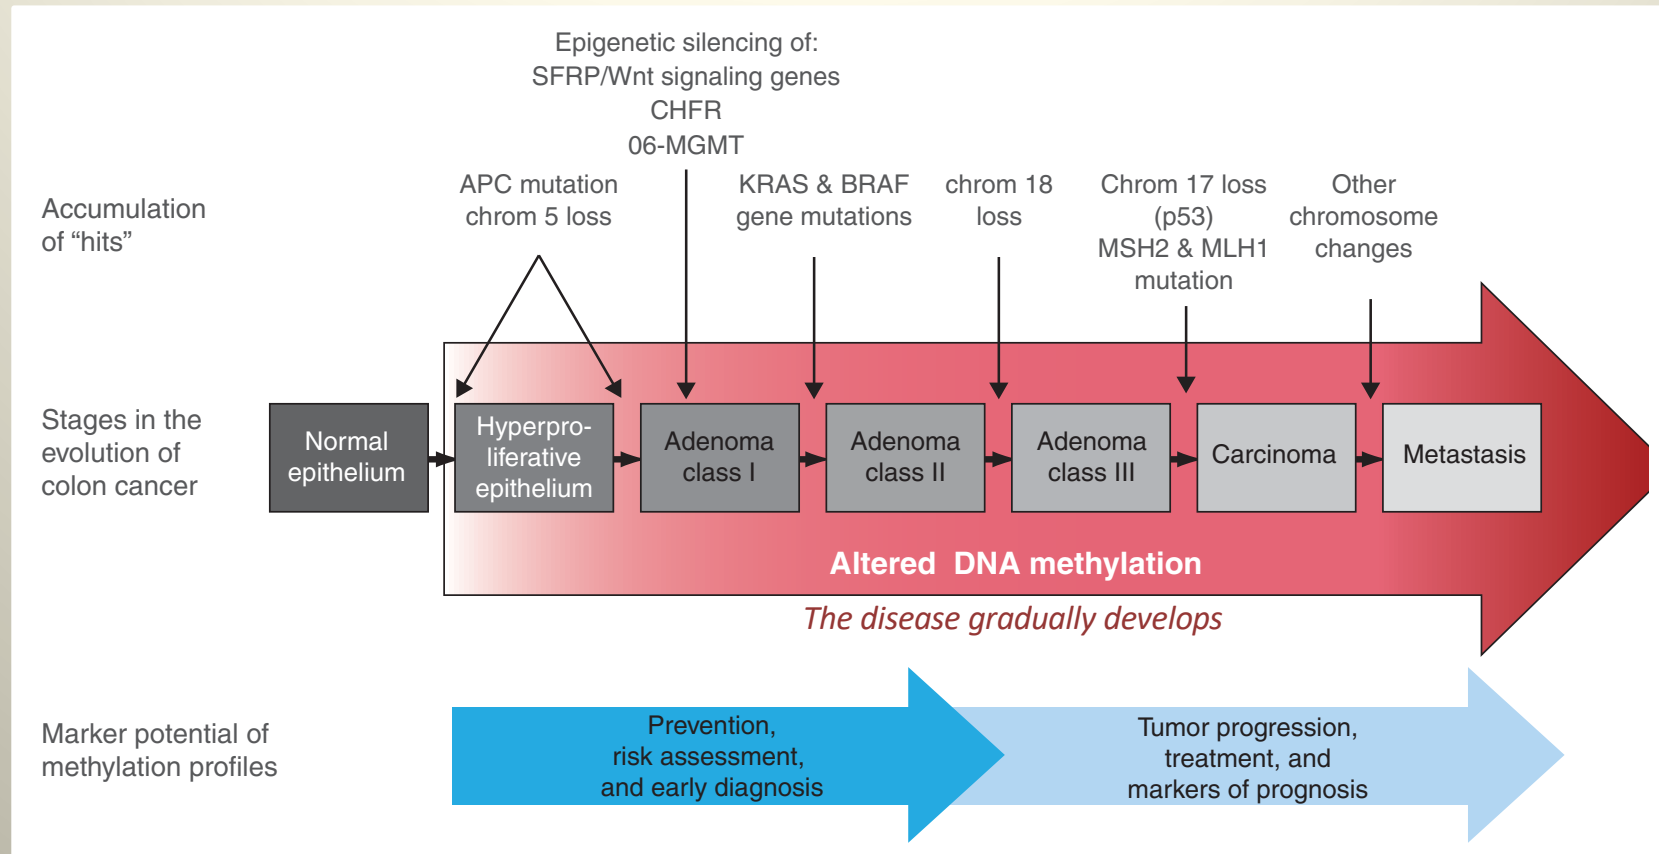 Epigenetic silencing of:
SFRP/Wnt signaling genes
CHFR
06-MGMT
Accumulation
of “hits”
APC mutation
chrom 5 loss
KRAS & BRAF
gene mutations
chrom 18
loss
Chrom 17 loss
(p53)
MSH2 & MLH1
mutation
Other
chromosome
changes
Stages in the
evolution of
colon cancer
Normal
epithelium
Hyperpro-
liferative
epithelium
Adenoma
class I
Adenoma
class II
Adenoma
class III
Carcinoma
Metastasis
Altered DNA methylation
The disease gradually develops
Marker potential of
methylation profiles
Prevention,
risk assessment,
and early diagnosis
Tumor progression,
treatment, and
markers of prognosis